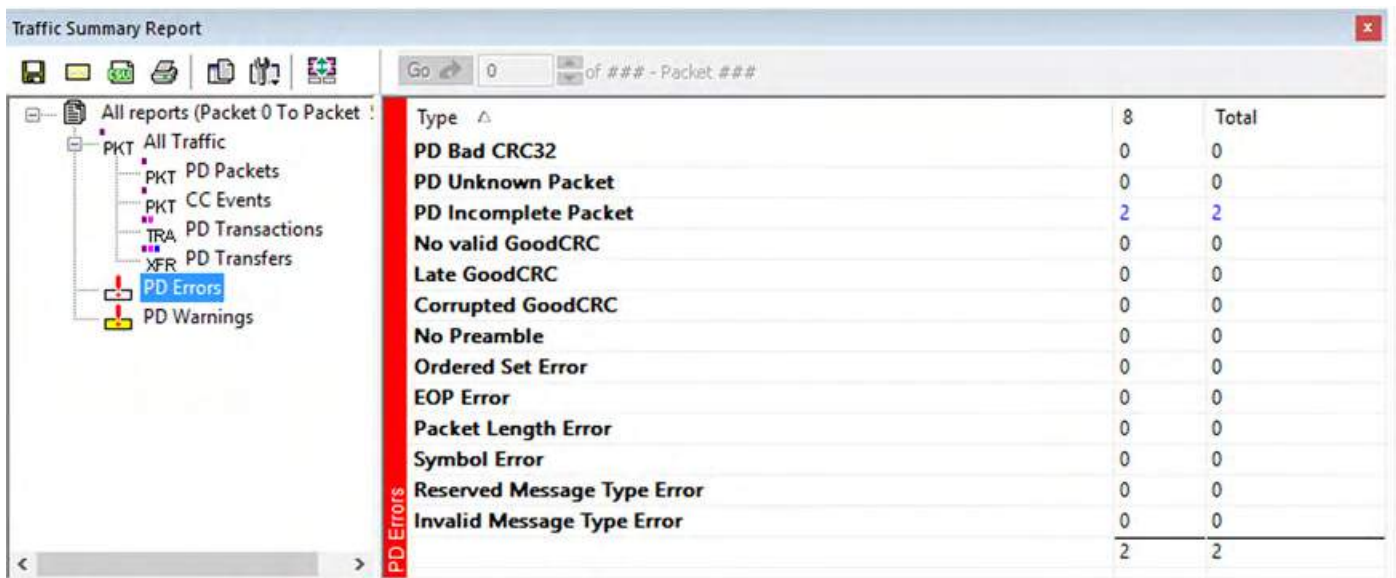 Traffic Summary Report
Go 0 of ### - Packet ###
All reports (Packet 0 To Packet
PKT All Traffic
PKT PD Packets
PKT CC Events
TRA PD Transactions
XFR PD Transfers
PD Errors
PD Warnings
PD Errors
Type 8 Total
PD Bad CRC32 0 0
PD Unknown Packet 0 0
PD Incomplete Packet 2 2
No valid GoodCRC 0 0
Late GoodCRC 0 0
Corrupted GoodCRC 0 0
No Preamble 0 0
Ordered Set Error 0 0
EOP Error 0 0
Packet Length Error 0 0
Symbol Error 0 0
Reserved Message Type Error 0 0
Invalid Message Type Error 0 0
2 2